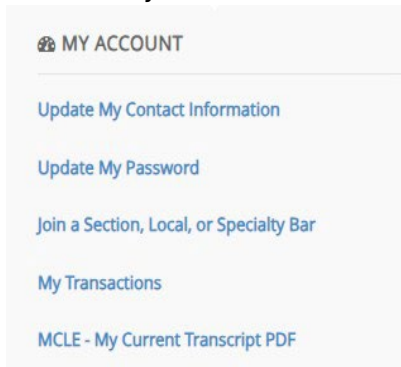 MY ACCOUNT
Update My Contact Information
Update My Password
Join a Section, Local, or Specialty Bar
My Transactions
MCLE - My Current Transcript PDF